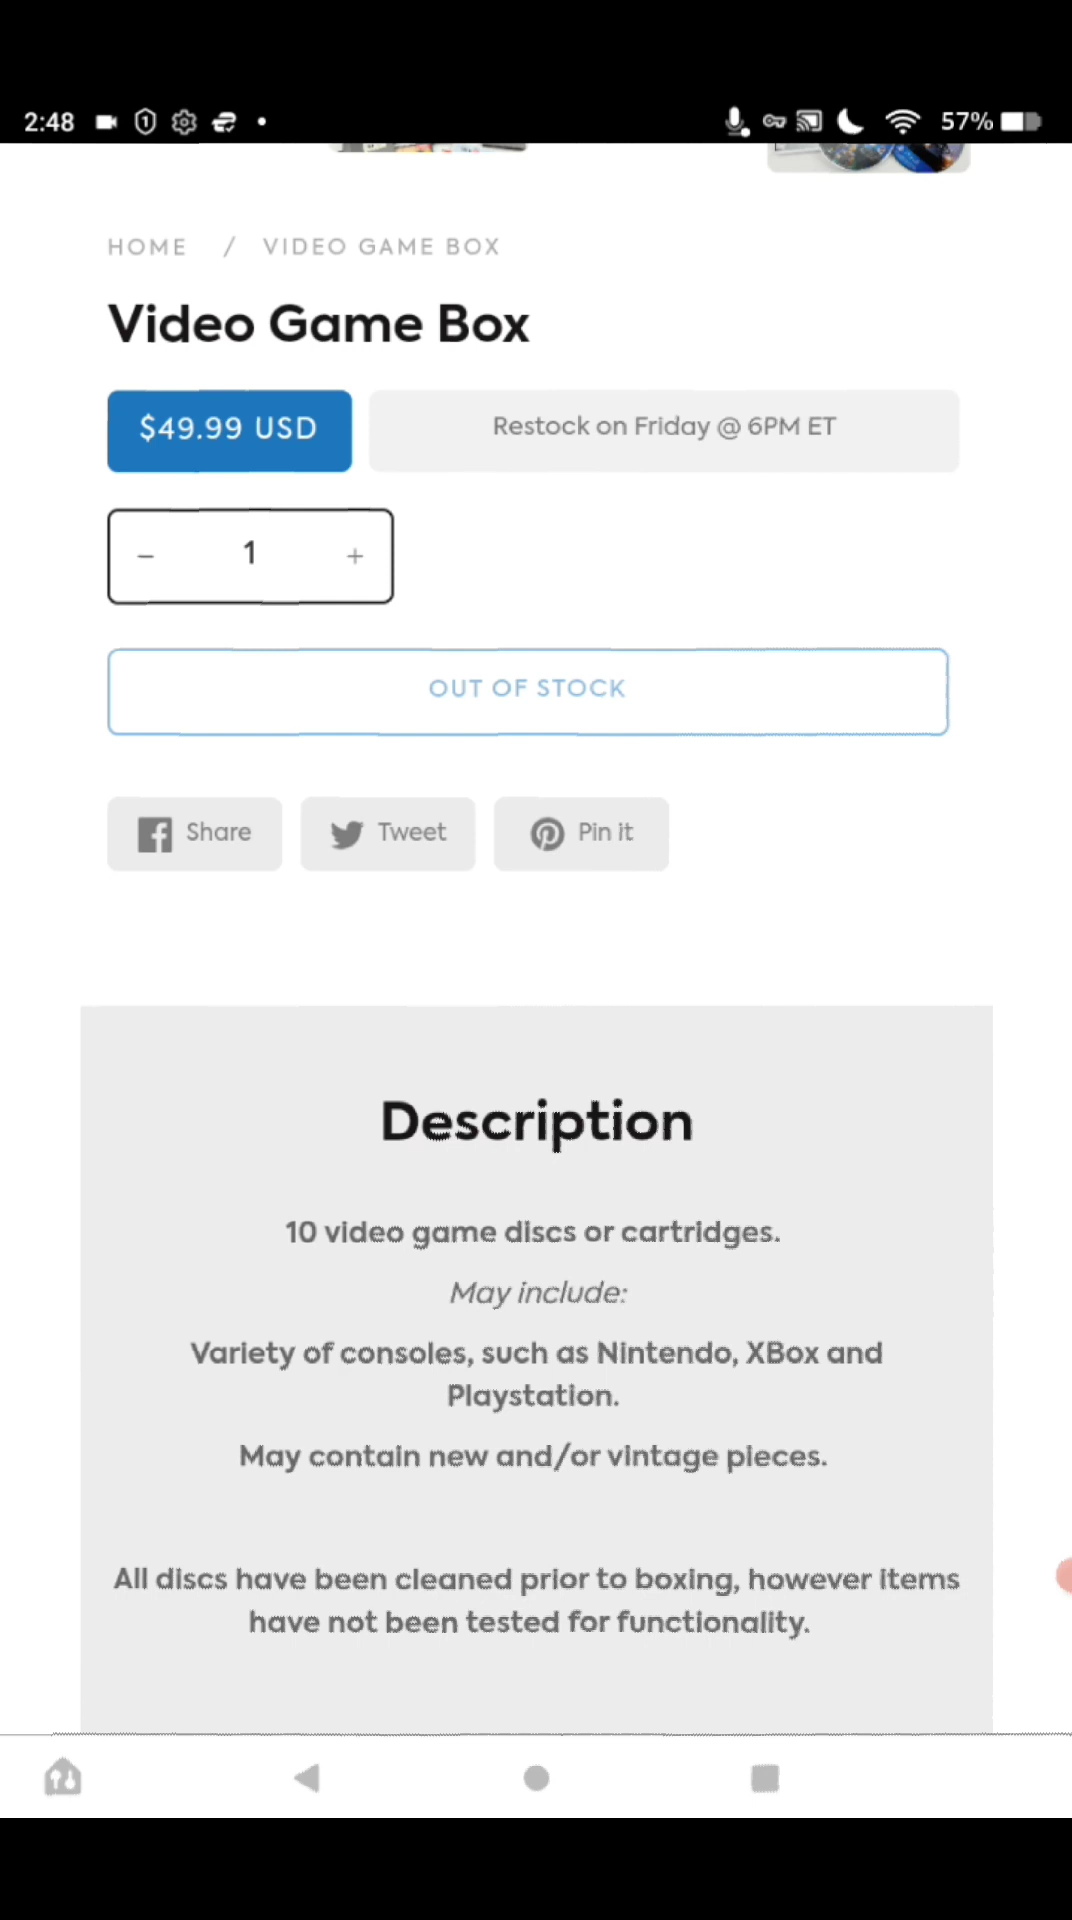 2:48
57%
HOME / VIDEO GAME BOX
Video Game Box
$49.99 USD
Restock on Friday @ 6PM ET
− 1 +
OUT OF STOCK
Share
Tweet
Pin it
Description
10 video game discs or cartridges.
May include:
Variety of consoles, such as Nintendo, XBox and
Playstation.
May contain new and/or vintage pieces.
All discs have been cleaned prior to boxing, however items
have not been tested for functionality.